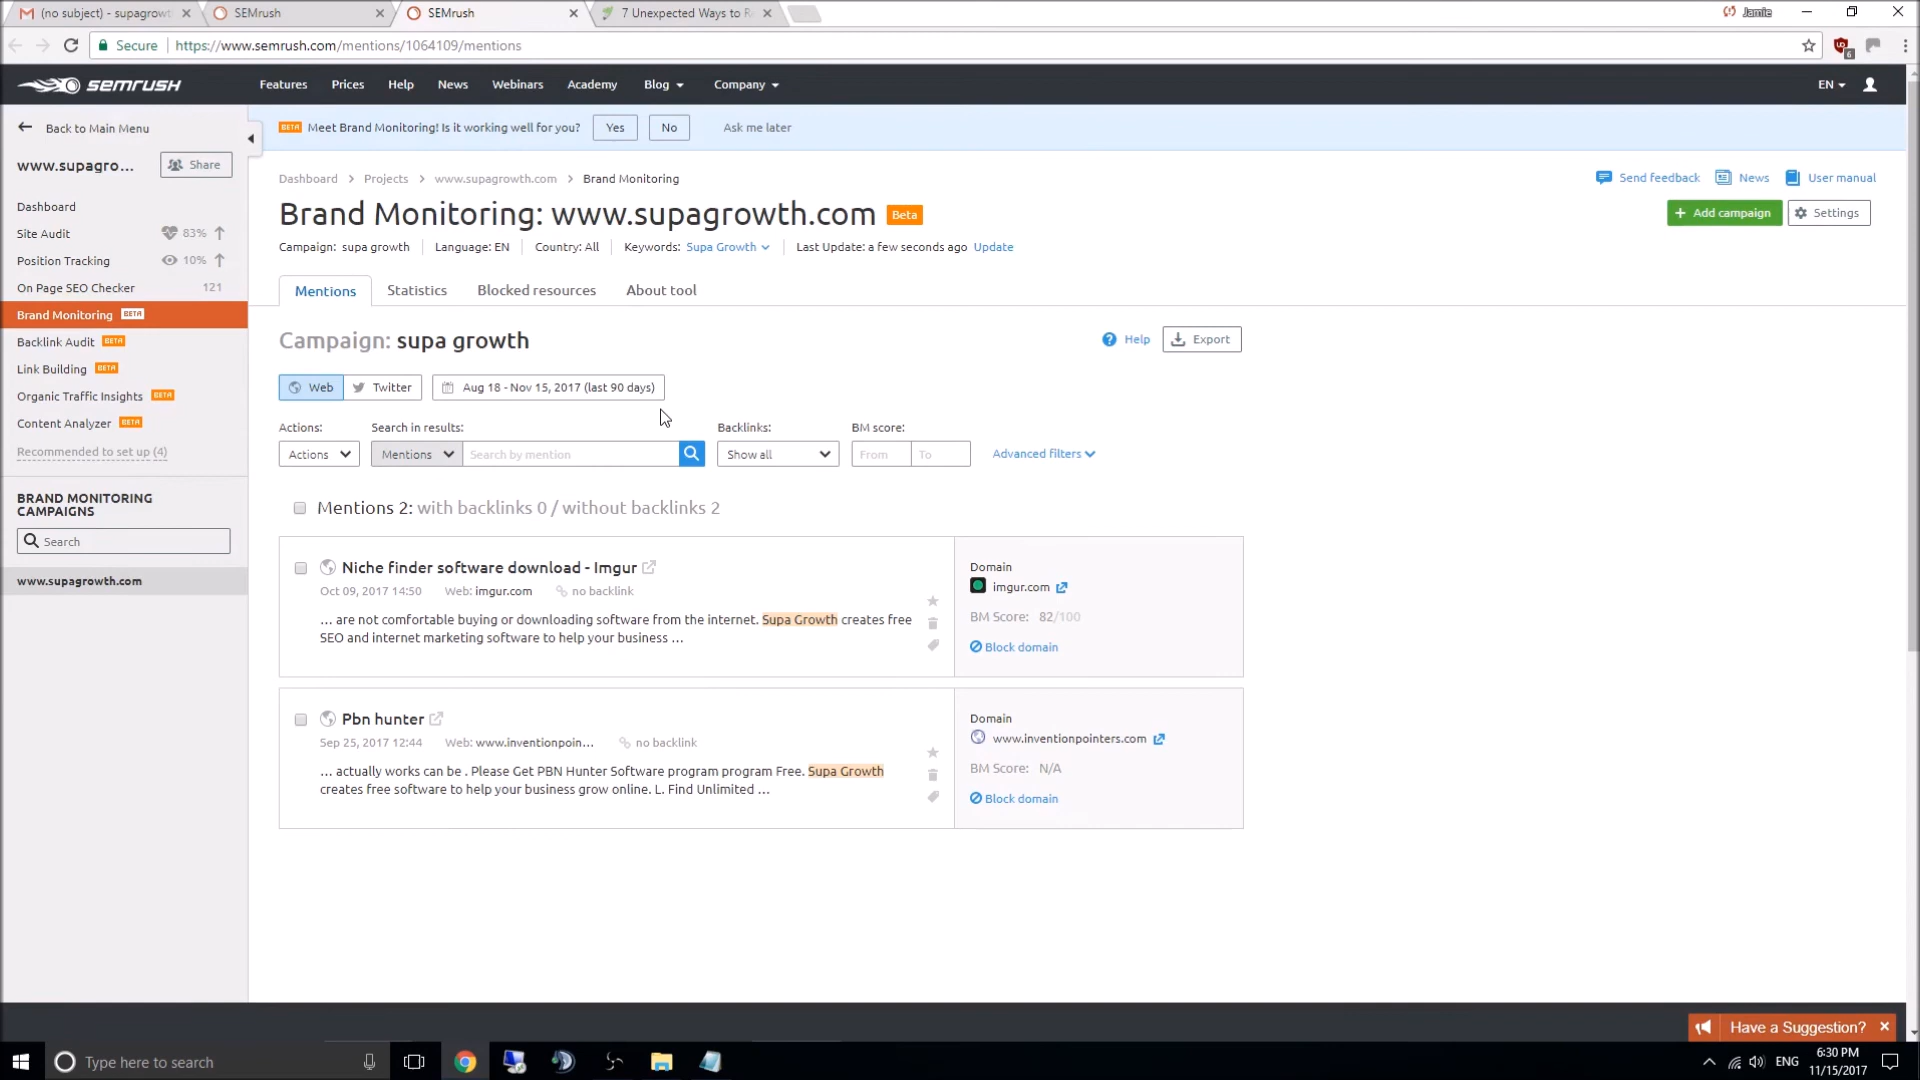 (no subject) - supagrowt
SEMrush
SEMrush
7 Unexpected Ways to R
Jamie
Secure
https://www.semrush.com/mentions/1064109/mentions
6
SEMRUSH
Features
Prices
Help
News
Webinars
Academy
Blog
Company
EN
Back to Main Menu
www.supagro...
Share
Dashboard
Site Audit 83%
Position Tracking 10%
On Page SEO Checker 121
Brand Monitoring BETA
Backlink Audit BETA
Link Building BETA
Organic Traffic Insights BETA
Content Analyzer BETA
Recommended to set up (4)
BRAND MONITORING
CAMPAIGNS
Search
www.supagrowth.com
BETA Meet Brand Monitoring! Is it working well for you? Yes No Ask me later
Dashboard > Projects > www.supagrowth.com > Brand Monitoring
Send feedback
News
User manual
Brand Monitoring: www.supagrowth.com Beta
+ Add campaign
Settings
Campaign: supa growth Language: EN Country: All Keywords: Supa Growth Last Update: a few seconds ago Update
Mentions
Statistics
Blocked resources
About tool
Campaign: supa growth
Help
Export
Web
Twitter
Aug 18 - Nov 15, 2017 (last 90 days)
Actions:
Search in results:
Backlinks:
BM score:
Actions
Mentions
Search by mention
Show all
From
To
Advanced filters
Mentions 2: with backlinks 0 / without backlinks 2
Niche finder software download - Imgur
Oct 09, 2017 14:50 Web: imgur.com no backlink
... are not comfortable buying or downloading software from the internet. Supa Growth creates free
SEO and internet marketing software to help your business ...
Domain
imgur.com
BM Score: 82/100
Block domain
Pbn hunter
Sep 25, 2017 12:44 Web: www.inventionpoin... no backlink
... actually works can be . Please Get PBN Hunter Software program program Free. Supa Growth
creates free software to help your business grow online. L. Find Unlimited ...
Domain
www.inventionpointers.com
BM Score: N/A
Block domain
Have a Suggestion?
Type here to search
ENG
6:30 PM
11/15/2017